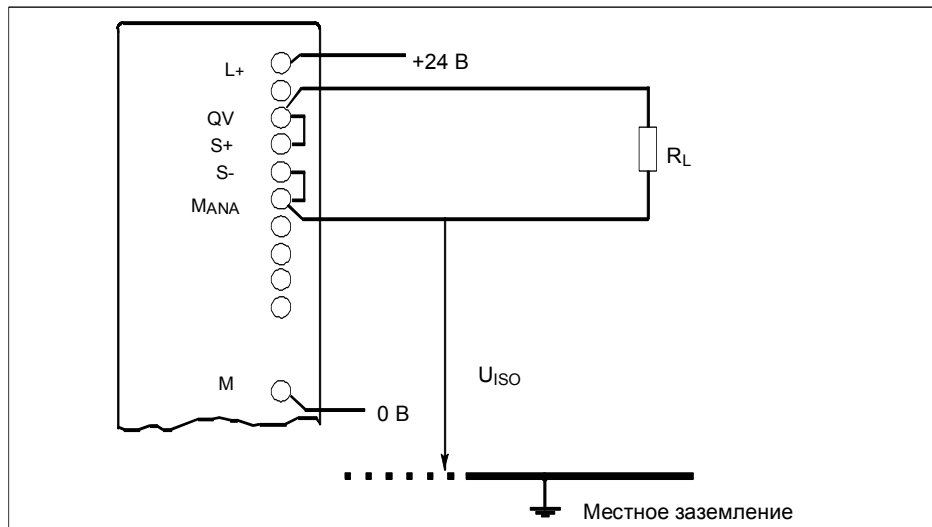 L+
+24 В
QV
S+
S-
MANA
RL
UISO
M
0 В
Местное заземление